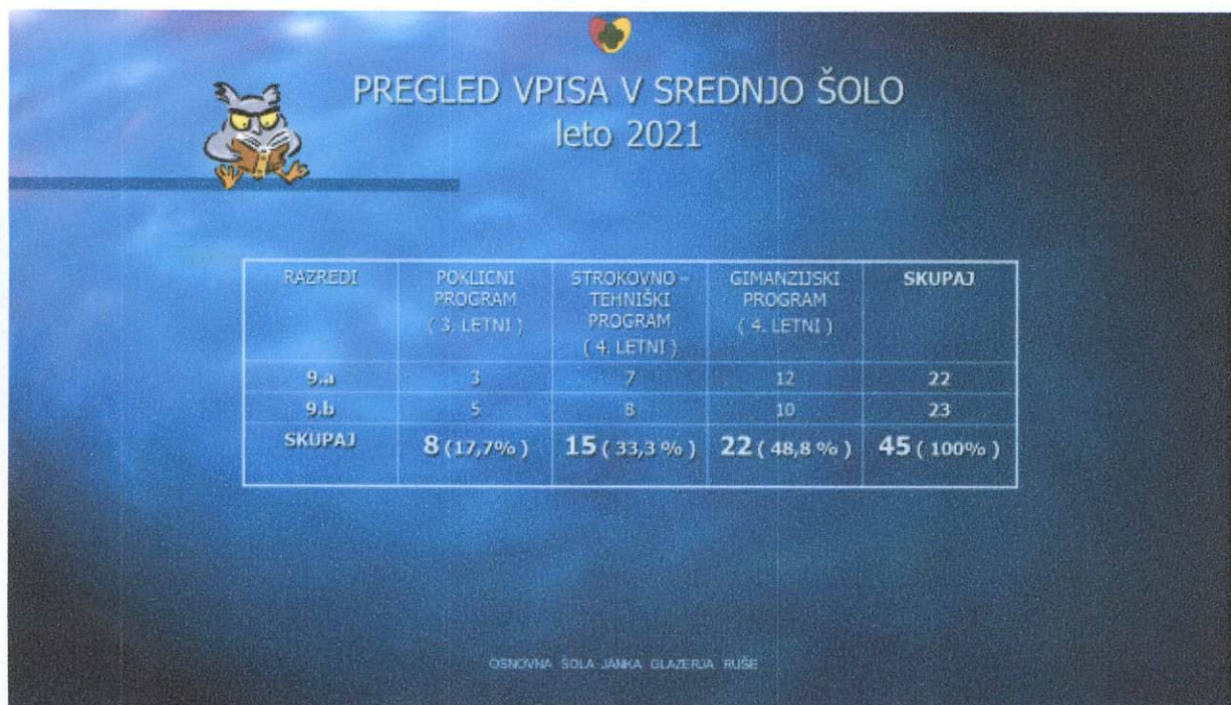 PREGLED VPISA V SREDNJO ŠOLO
leto 2021
RAZREDI
POKLICNI
PROGRAM
( 3. LETNI )
STROKOVNO –
TEHNIŠKI
PROGRAM
( 4. LETNI )
GIMANZIJSKI
PROGRAM
( 4. LETNI )
SKUPAJ
9.a 3 7 12 22
9.b 5 8 10 23
SKUPAJ 8 (17,7% ) 15 ( 33,3 % ) 22 ( 48,8 % ) 45 ( 100% )
OSNOVNA ŠOLA JANKA GLAZERJA RUŠE